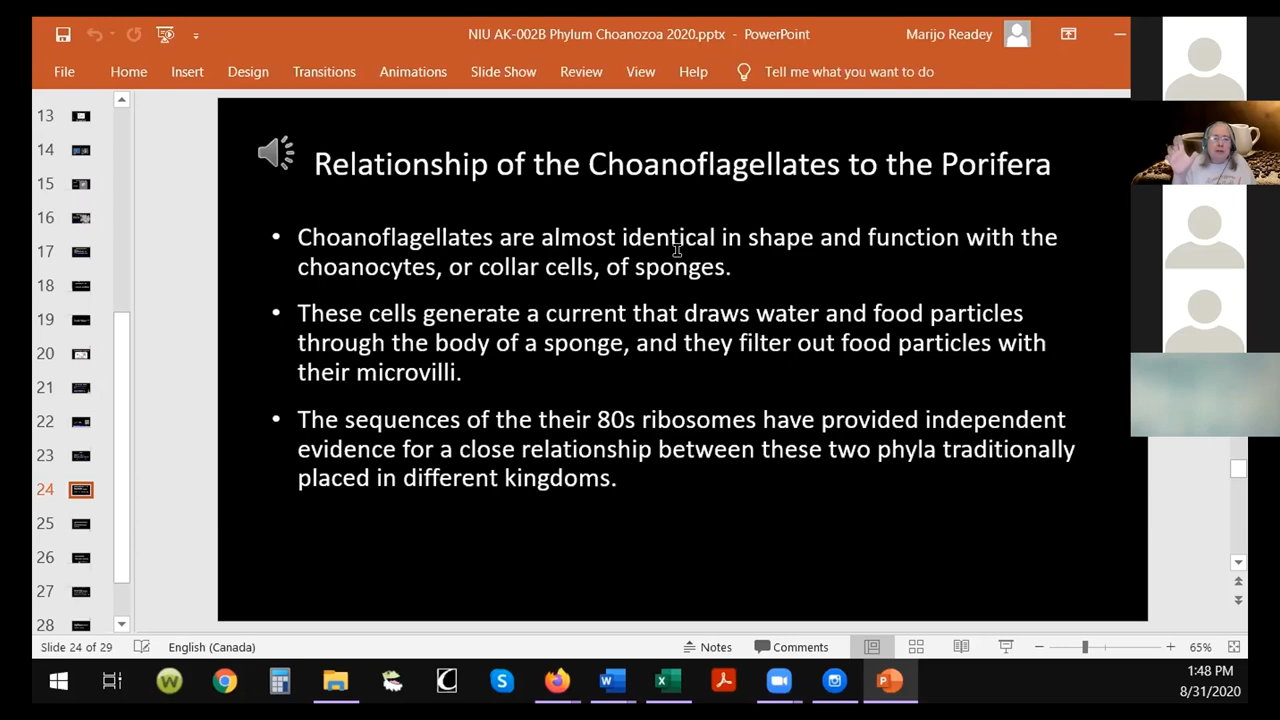 NIU AK-002B Phylum Choanozoa 2020.pptx - PowerPoint
Marijo Readey
File Home Insert Design Transitions Animations Slide Show Review View Help Tell me what you want to do
13
14
15
16
17
18
19
20
21
22
23
24
25
26
27
28
Relationship of the Choanoflagellates to the Porifera
• Choanoflagellates are almost identical in shape and function with the
choanocytes, or collar cells, of sponges.
• These cells generate a current that draws water and food particles
through the body of a sponge, and they filter out food particles with
their microvilli.
• The sequences of the their 80s ribosomes have provided independent
evidence for a close relationship between these two phyla traditionally
placed in different kingdoms.
Slide 24 of 29 English (Canada) Notes Comments 65%
1:48 PM
8/31/2020